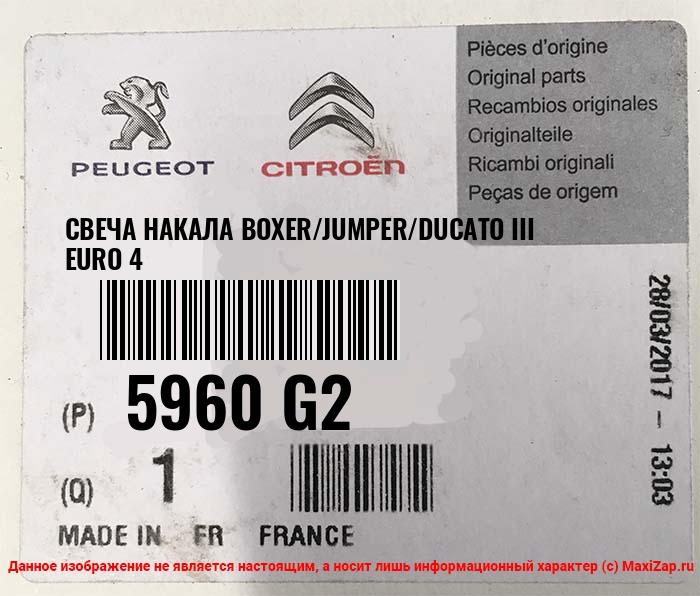 Pièces d'origine
Original parts
Recambios originales
Originalteile
Ricambi originali
Peças de origem
PEUGEOT
CITROËN
СВЕЧА НАКАЛА BOXER/JUMPER/DUCATO III
EURO 4
28/03/2017 - 13:03
(P) 5960 G2
(Q) 1
MADE IN FR FRANCE
Данное изображение не является настоящим, а носит лишь информационный характер (c) MaxiZap.ru